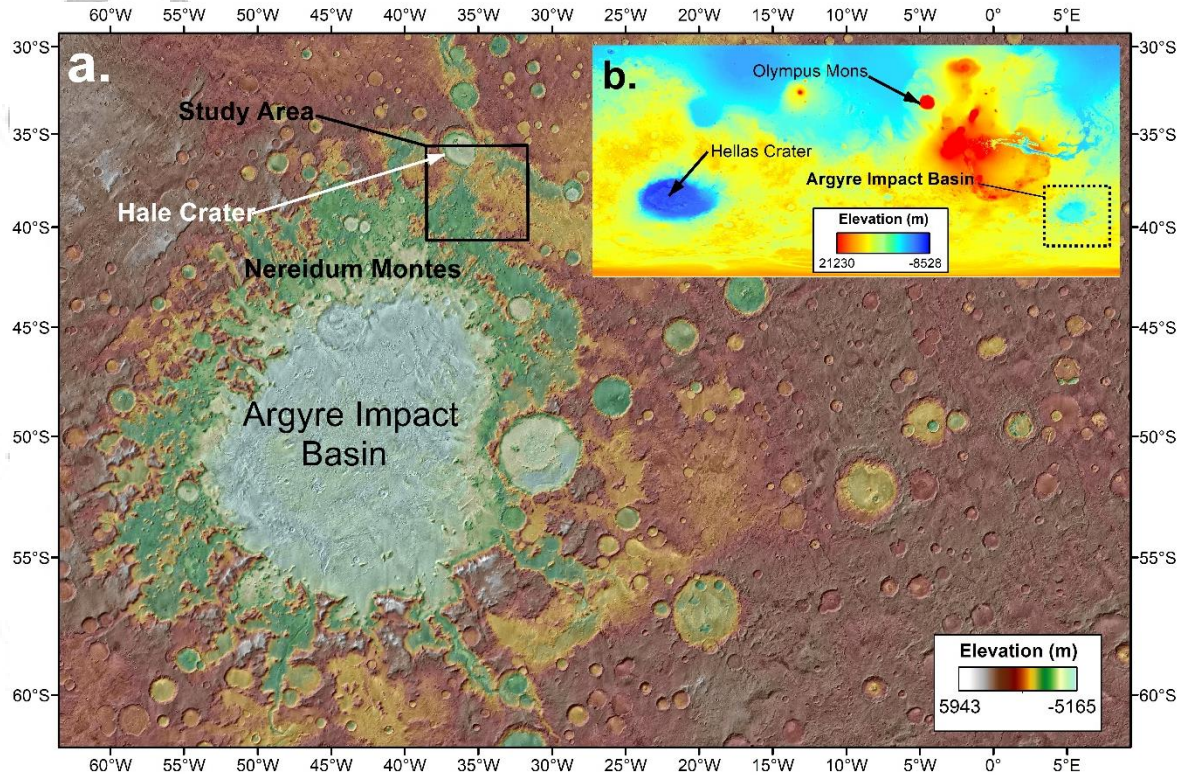 60°W 55°W 50°W 45°W 40°W 35°W 30°W 25°W 20°W 15°W 10°W 5°W 0° 5°E
30°S
30°S
a.
b.
Olympus Mons
Study Area
35°S
35°S
Hellas Crater
Argyre Impact Basin
Hale Crater
Elevation (m)
21230
-8528
40°S
40°S
Nereidum Montes
45°S
45°S
Argyre Impact
Basin
50°S
50°S
55°S
55°S
Elevation (m)
5943
-5165
60°S
60°S
60°W 55°W 50°W 45°W 40°W 35°W 30°W 25°W 20°W 15°W 10°W 5°W 0° 5°E